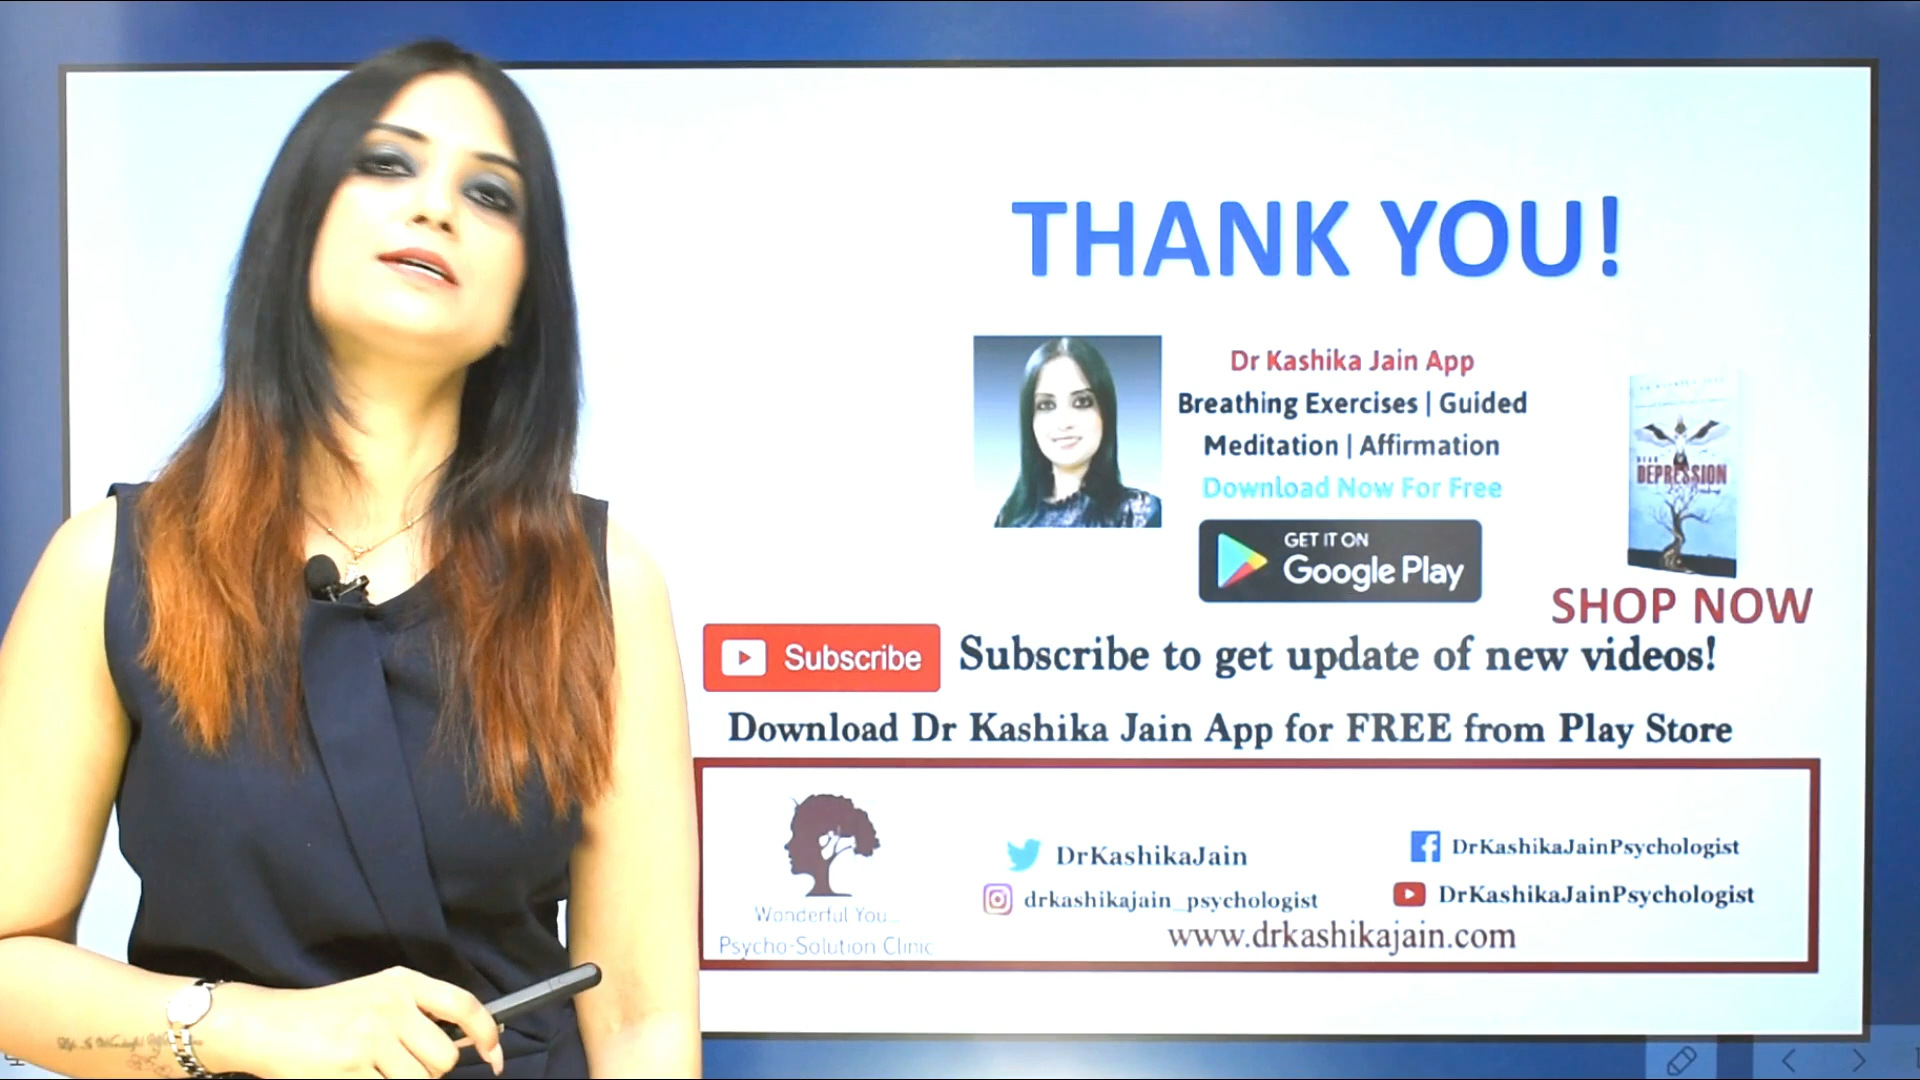 THANK YOU!
Dr Kashika Jain App
Breathing Exercises | Guided
Meditation | Affirmation
Download Now For Free
GET IT ON
Google Play
DEPRESSION
SHOP NOW
Subscribe
Subscribe to get update of new videos!
Download Dr Kashika Jain App for FREE from Play Store
Wonderful You...
Psycho-Solution Clinic
DrKashikaJain
drkashikajain_psychologist
DrKashikaJainPsychologist
DrKashikaJainPsychologist
www.drkashikajain.com